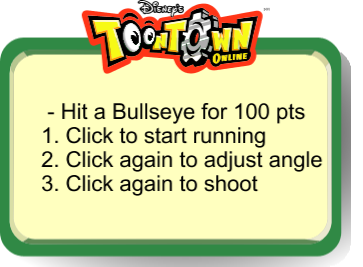 Disney's
TOONTOWN
ONLINE
- Hit a Bullseye for 100 pts
1. Click to start running
2. Click again to adjust angle
3. Click again to shoot